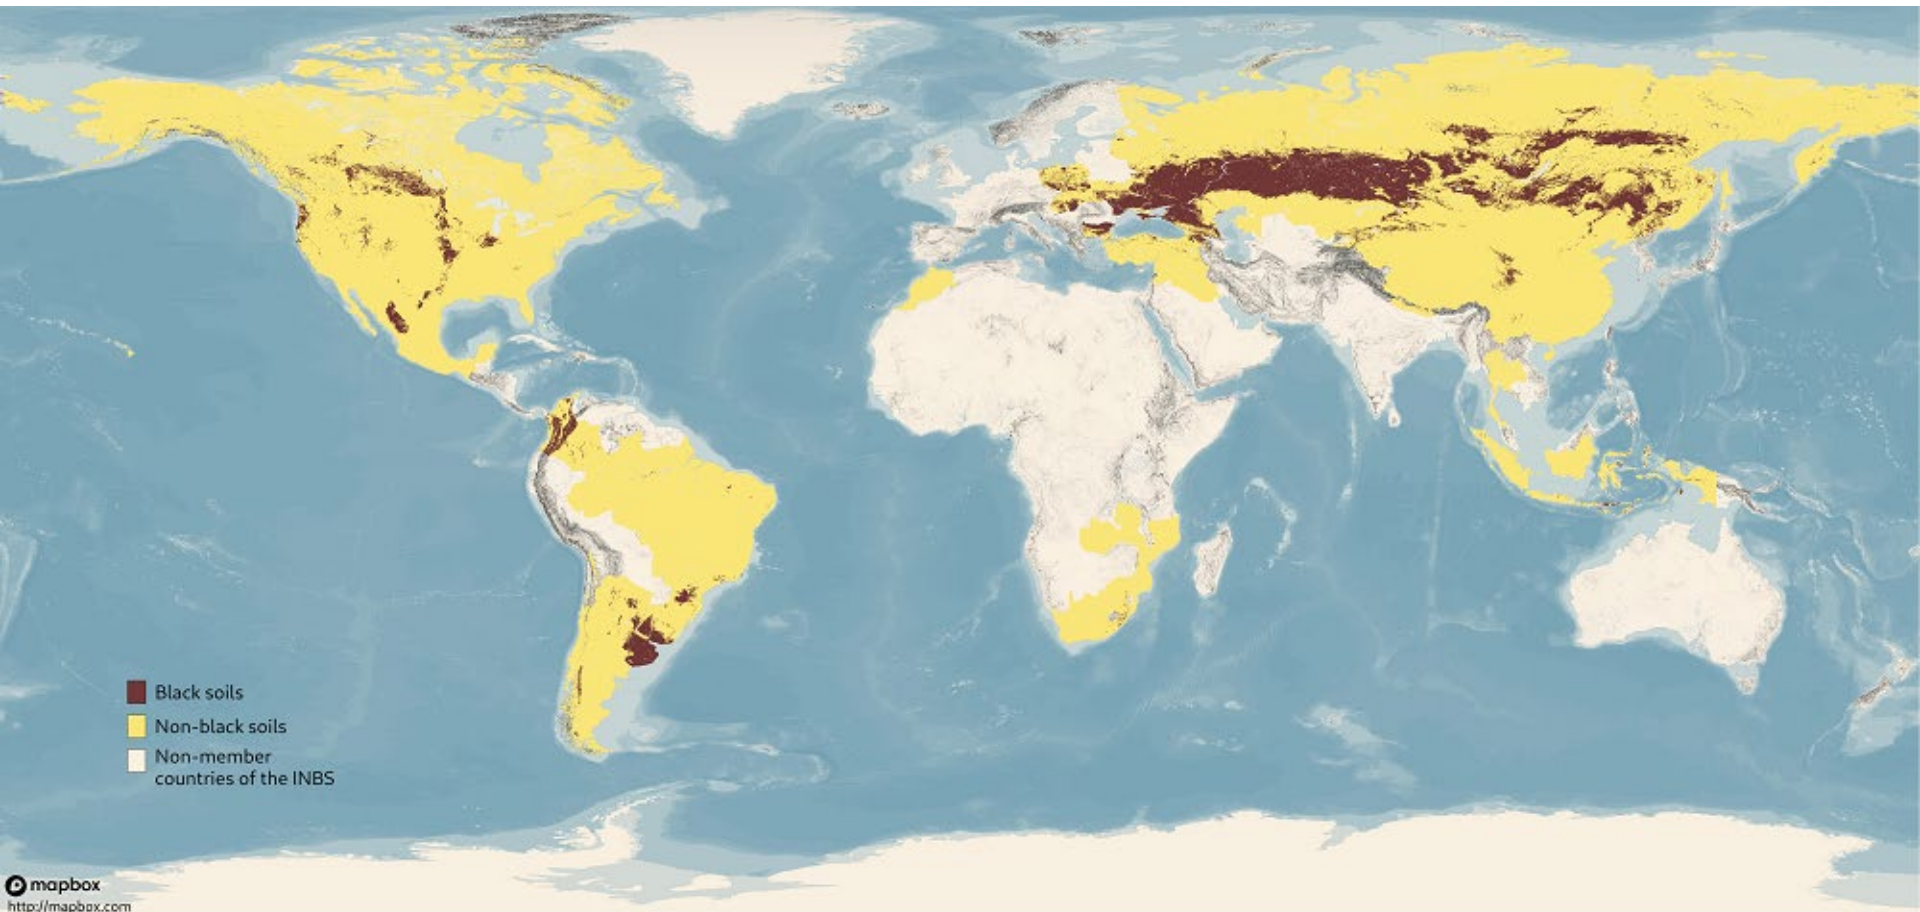 Black soils
Non-black soils
Non-member
countries of the INBS
mapbox
http://mapbox.com